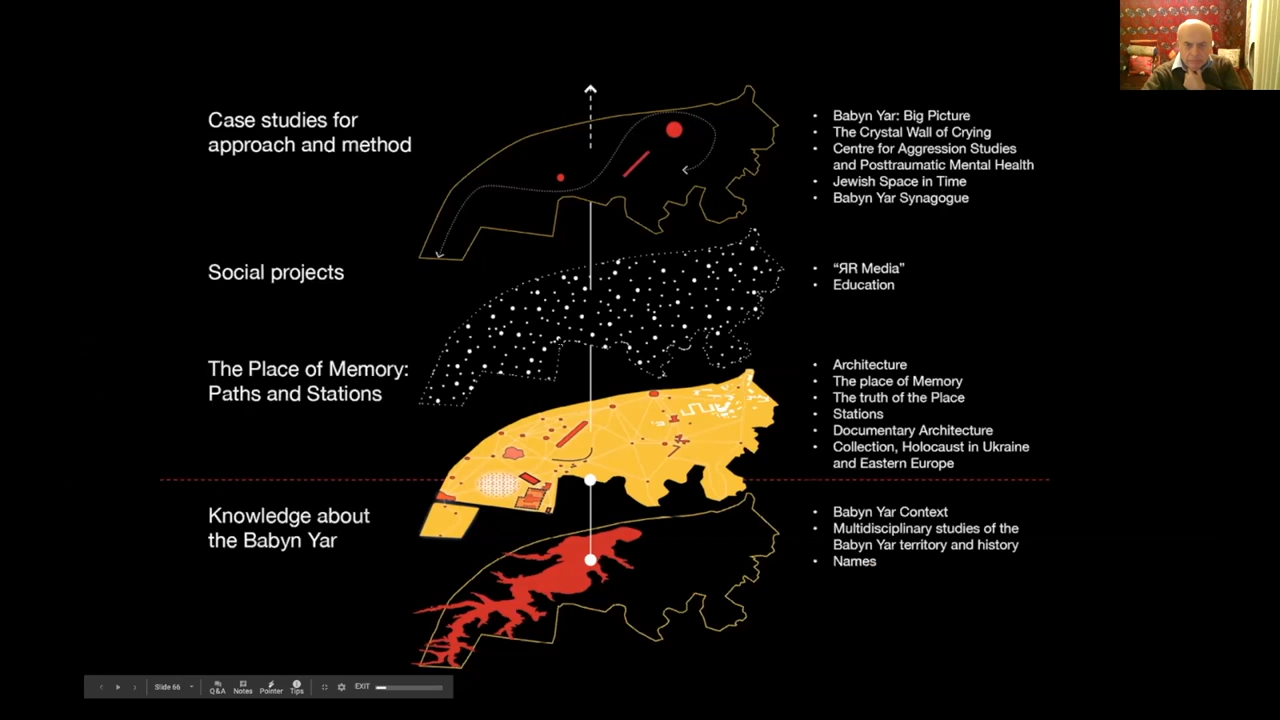 Case studies for
approach and method
• Babyn Yar: Big Picture
• The Crystal Wall of Crying
• Centre for Aggression Studies
and Posttraumatic Mental Health
• Jewish Space in Time
• Babyn Yar Synagogue
Social projects
• “ЯR Media”
• Education
The Place of Memory:
Paths and Stations
• Architecture
• The place of Memory
• The truth of the Place
• Stations
• Documentary Architecture
• Collection, Holocaust in Ukraine
and Eastern Europe
Knowledge about
the Babyn Yar
• Babyn Yar Context
• Multidisciplinary studies of the
Babyn Yar territory and history
• Names
Slide 66
Q&A
Notes
Pointer
Tips
EXIT